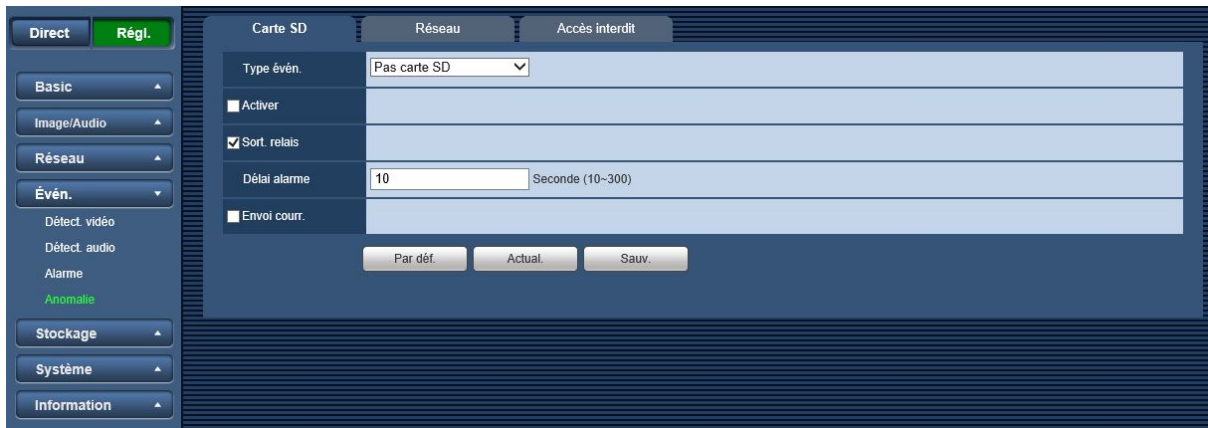 Direct
Régl.
Basic
Image/Audio
Réseau
Évén.
Détect. vidéo
Détect. audio
Alarme
Anomalie
Stockage
Système
Information
Carte SD
Réseau
Accès interdit
Type évén.
Pas carte SD
Activer
Sort. relais
Délai alarme
10
Seconde (10~300)
Envoi courr.
Par déf.
Actual.
Sauv.